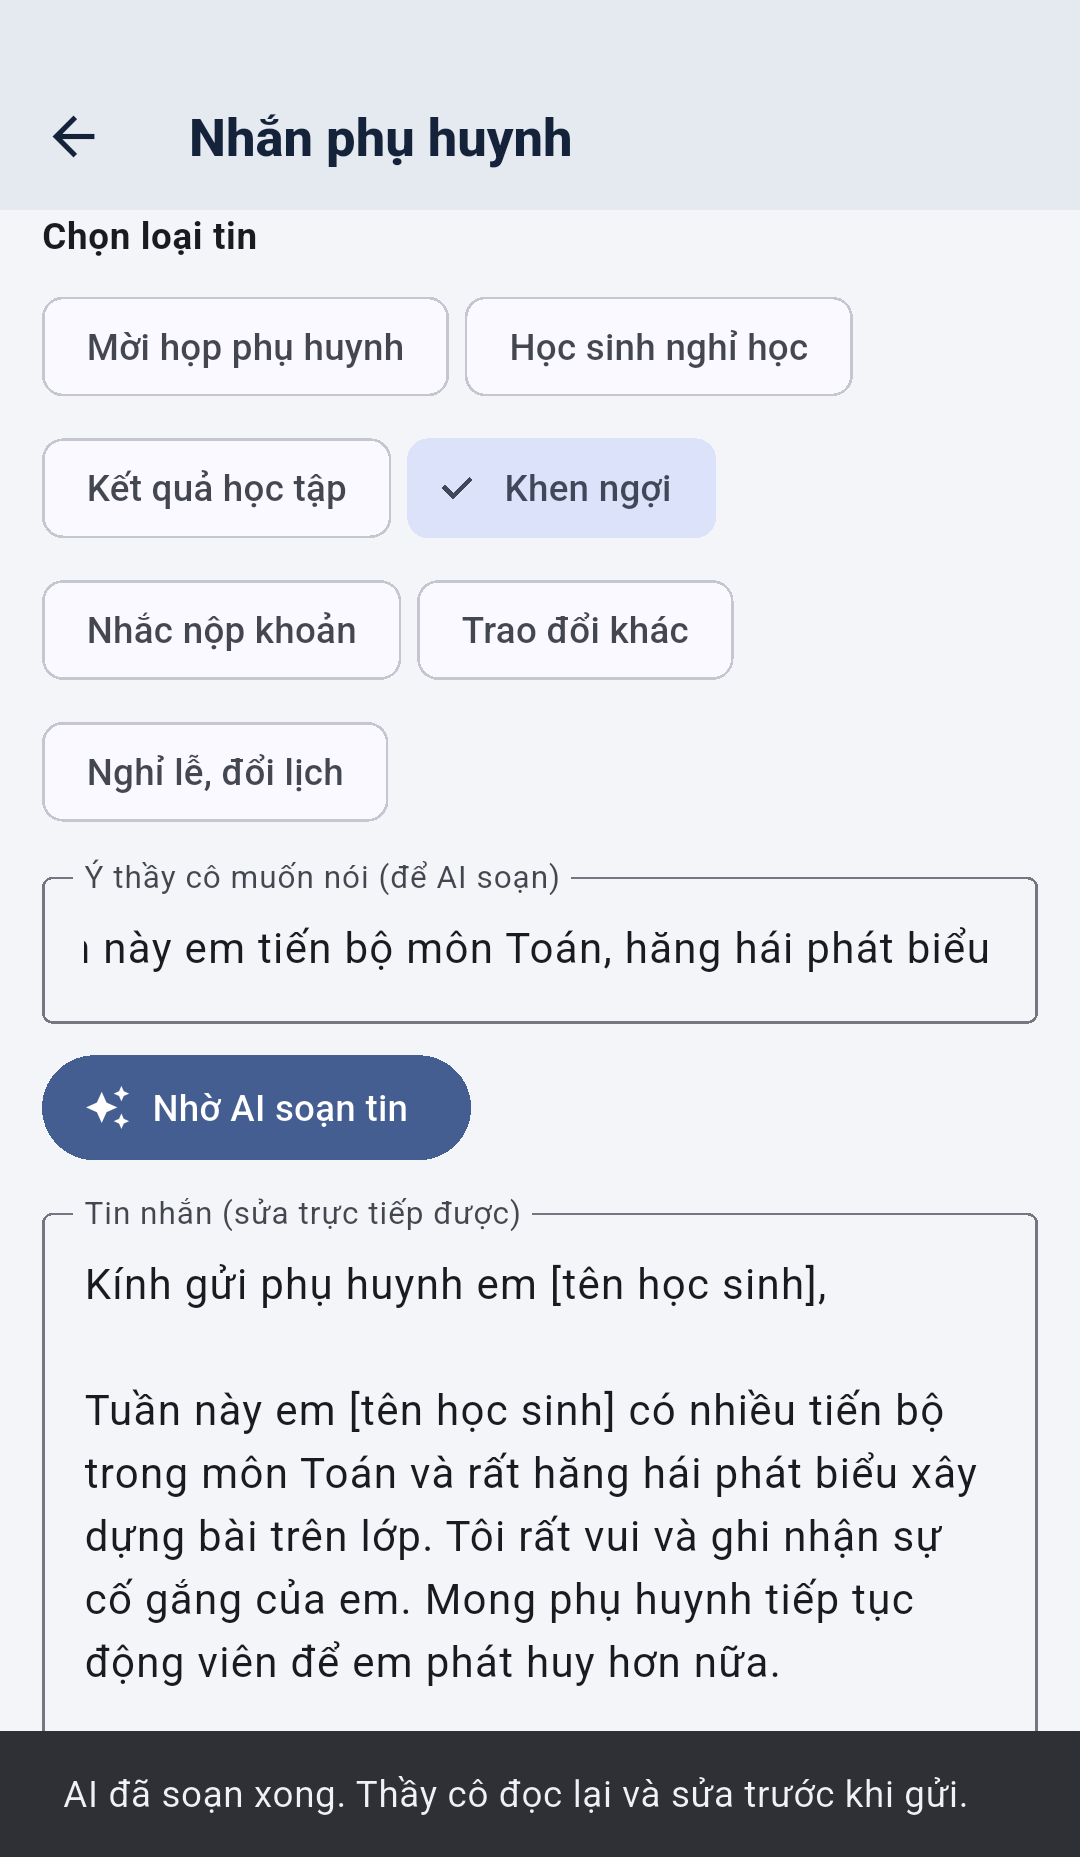 Nhắn phụ huynh
Chọn loại tin
Mời họp phụ huynh
Học sinh nghỉ học
Kết quả học tập
Khen ngợi
Nhắc nộp khoản
Trao đổi khác
Nghỉ lễ, đổi lịch
Ý thầy cô muốn nói (để AI soạn)
này em tiến bộ môn Toán, hăng hái phát biểu
Nhờ AI soạn tin
Tin nhắn (sửa trực tiếp được)
Kính gửi phụ huynh em [tên học sinh],
Tuần này em [tên học sinh] có nhiều tiến bộ
trong môn Toán và rất hăng hái phát biểu xây
dựng bài trên lớp. Tôi rất vui và ghi nhận sự
cố gắng của em. Mong phụ huynh tiếp tục
động viên để em phát huy hơn nữa.
AI đã soạn xong. Thầy cô đọc lại và sửa trước khi gửi.